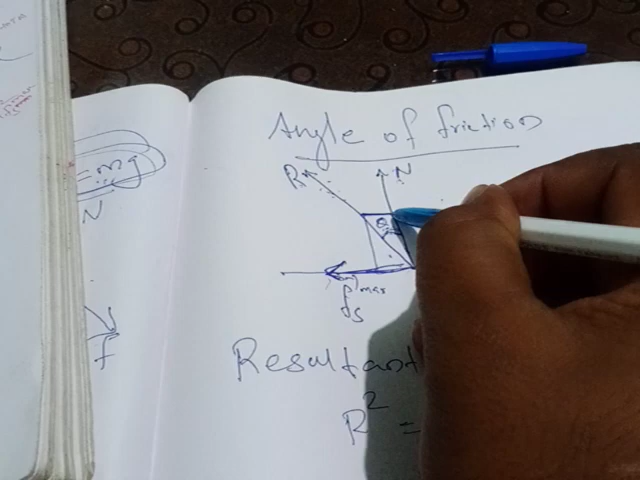 Angle of friction
R N
θ
fs) max
Resultant
R² =
= mg
N
f